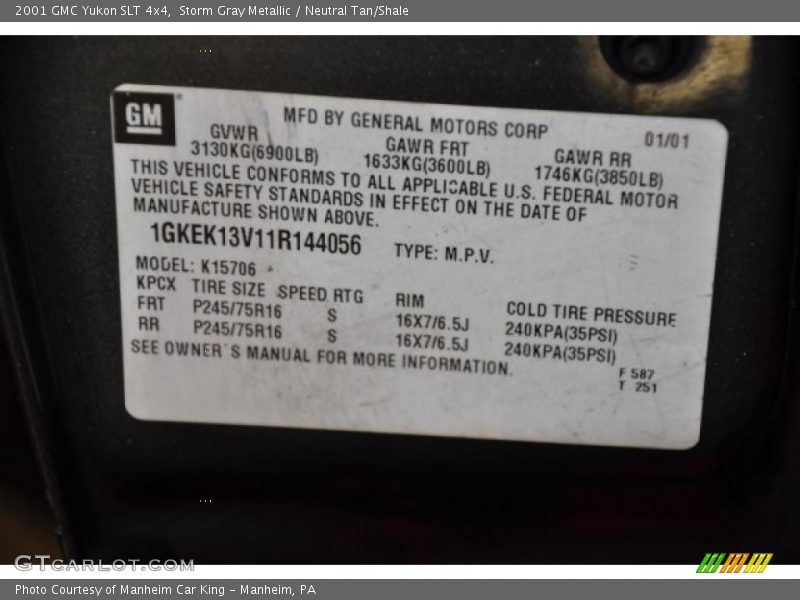 2001 GMC Yukon SLT 4x4, Storm Gray Metallic / Neutral Tan/Shale
GM
MFD BY GENERAL MOTORS CORP 01/01
GVWR GAWR FRT GAWR RR
3130KG(6900LB) 1633KG(3600LB) 1746KG(3850LB)
THIS VEHICLE CONFORMS TO ALL APPLICABLE U.S. FEDERAL MOTOR
VEHICLE SAFETY STANDARDS IN EFFECT ON THE DATE OF
MANUFACTURE SHOWN ABOVE.
1GKEK13V11R144056 TYPE: M.P.V.
MODEL: K15706
KPCX TIRE SIZE SPEED RTG RIM COLD TIRE PRESSURE
FRT P245/75R16 S 16X7/6.5J 240KPA(35PSI)
RR P245/75R16 S 16X7/6.5J 240KPA(35PSI)
SEE OWNER'S MANUAL FOR MORE INFORMATION.
F 587
T 251
GTCARLOT.COM
Photo Courtesy of Manheim Car King - Manheim, PA